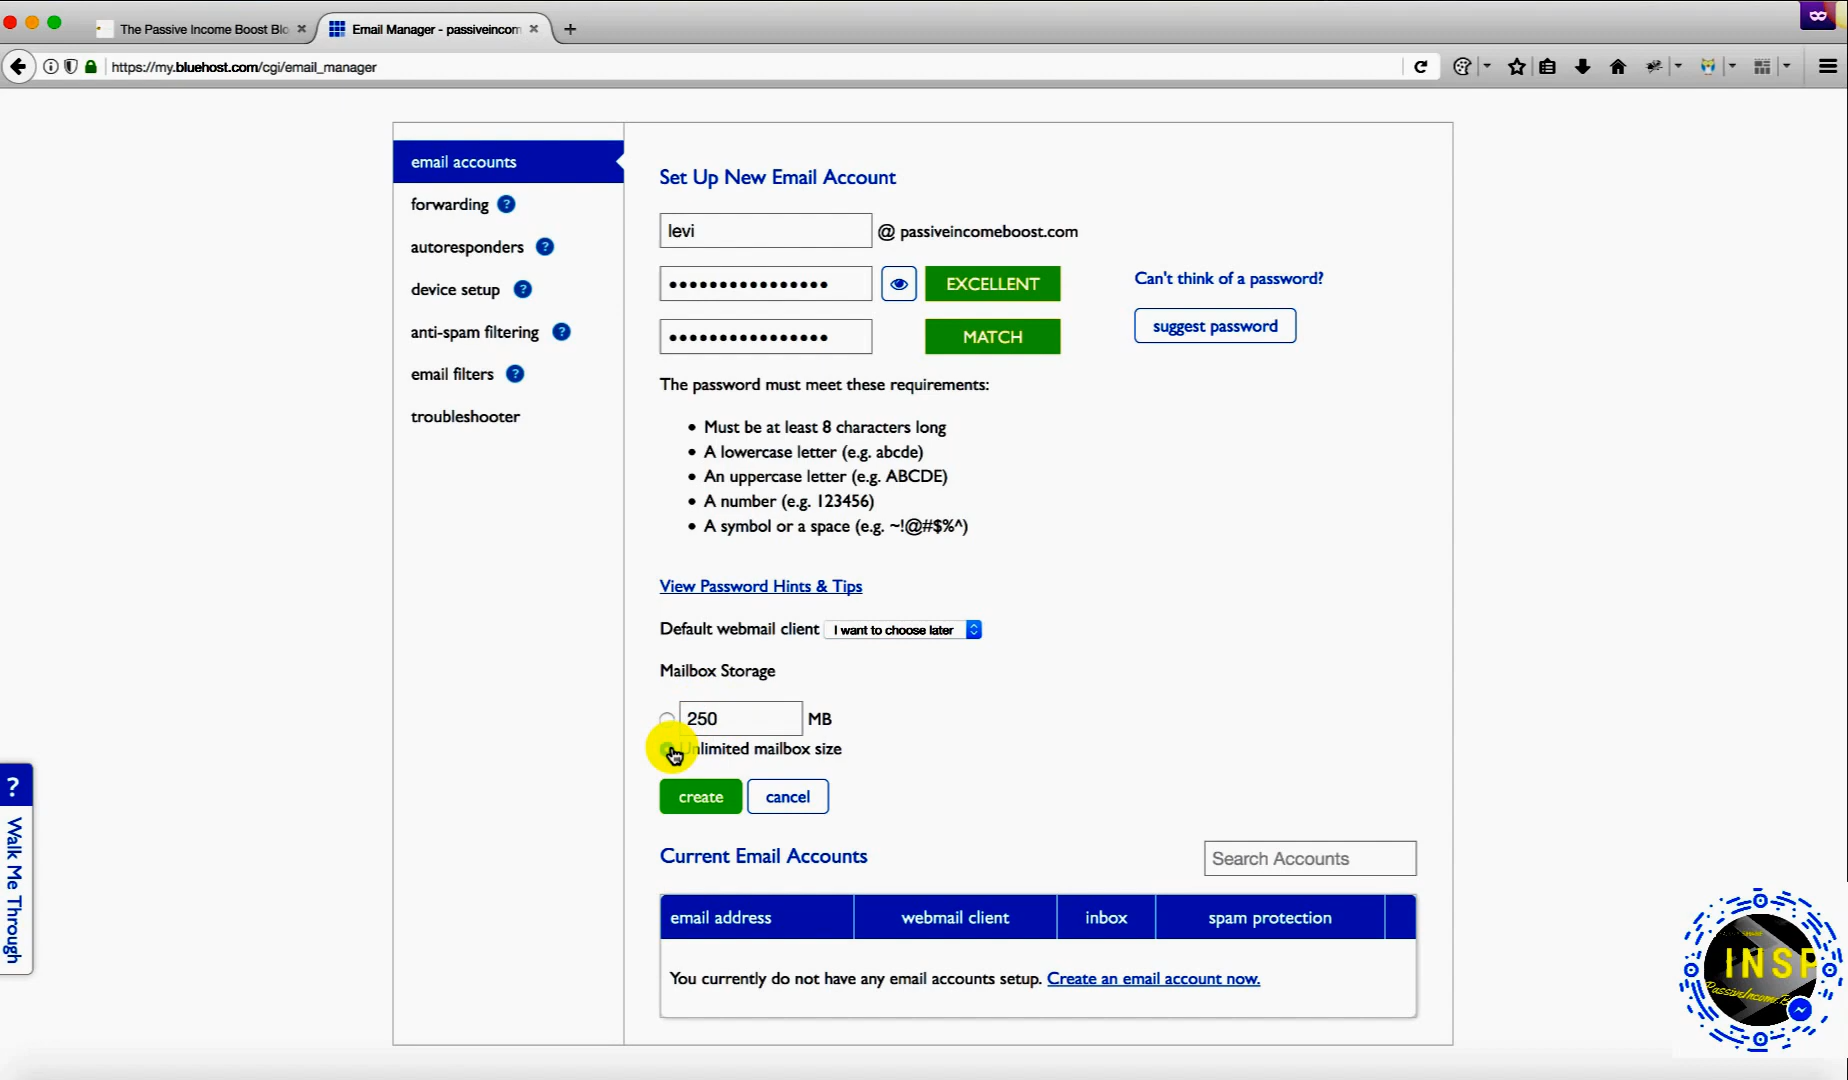 The Passive Income Boost Blo
Email Manager - passiveincom
https://my.bluehost.com/cgi/email_manager
email accounts
forwarding ?
autoresponders ?
device setup ?
anti-spam filtering ?
email filters ?
troubleshooter
Set Up New Email Account
levi @ passiveincomeboost.com
•••••••••••••••• EXCELLENT
•••••••••••••••• MATCH
Can't think of a password?
suggest password
The password must meet these requirements:
• Must be at least 8 characters long
• A lowercase letter (e.g. abcde)
• An uppercase letter (e.g. ABCDE)
• A number (e.g. 123456)
• A symbol or a space (e.g. ~!@#$%^)
View Password Hints & Tips
Default webmail client I want to choose later
Mailbox Storage
250 MB
Unlimited mailbox size
create cancel
Current Email Accounts
Search Accounts
email address webmail client inbox spam protection
You currently do not have any email accounts setup. Create an email account now.
? Walk Me Through
INSP